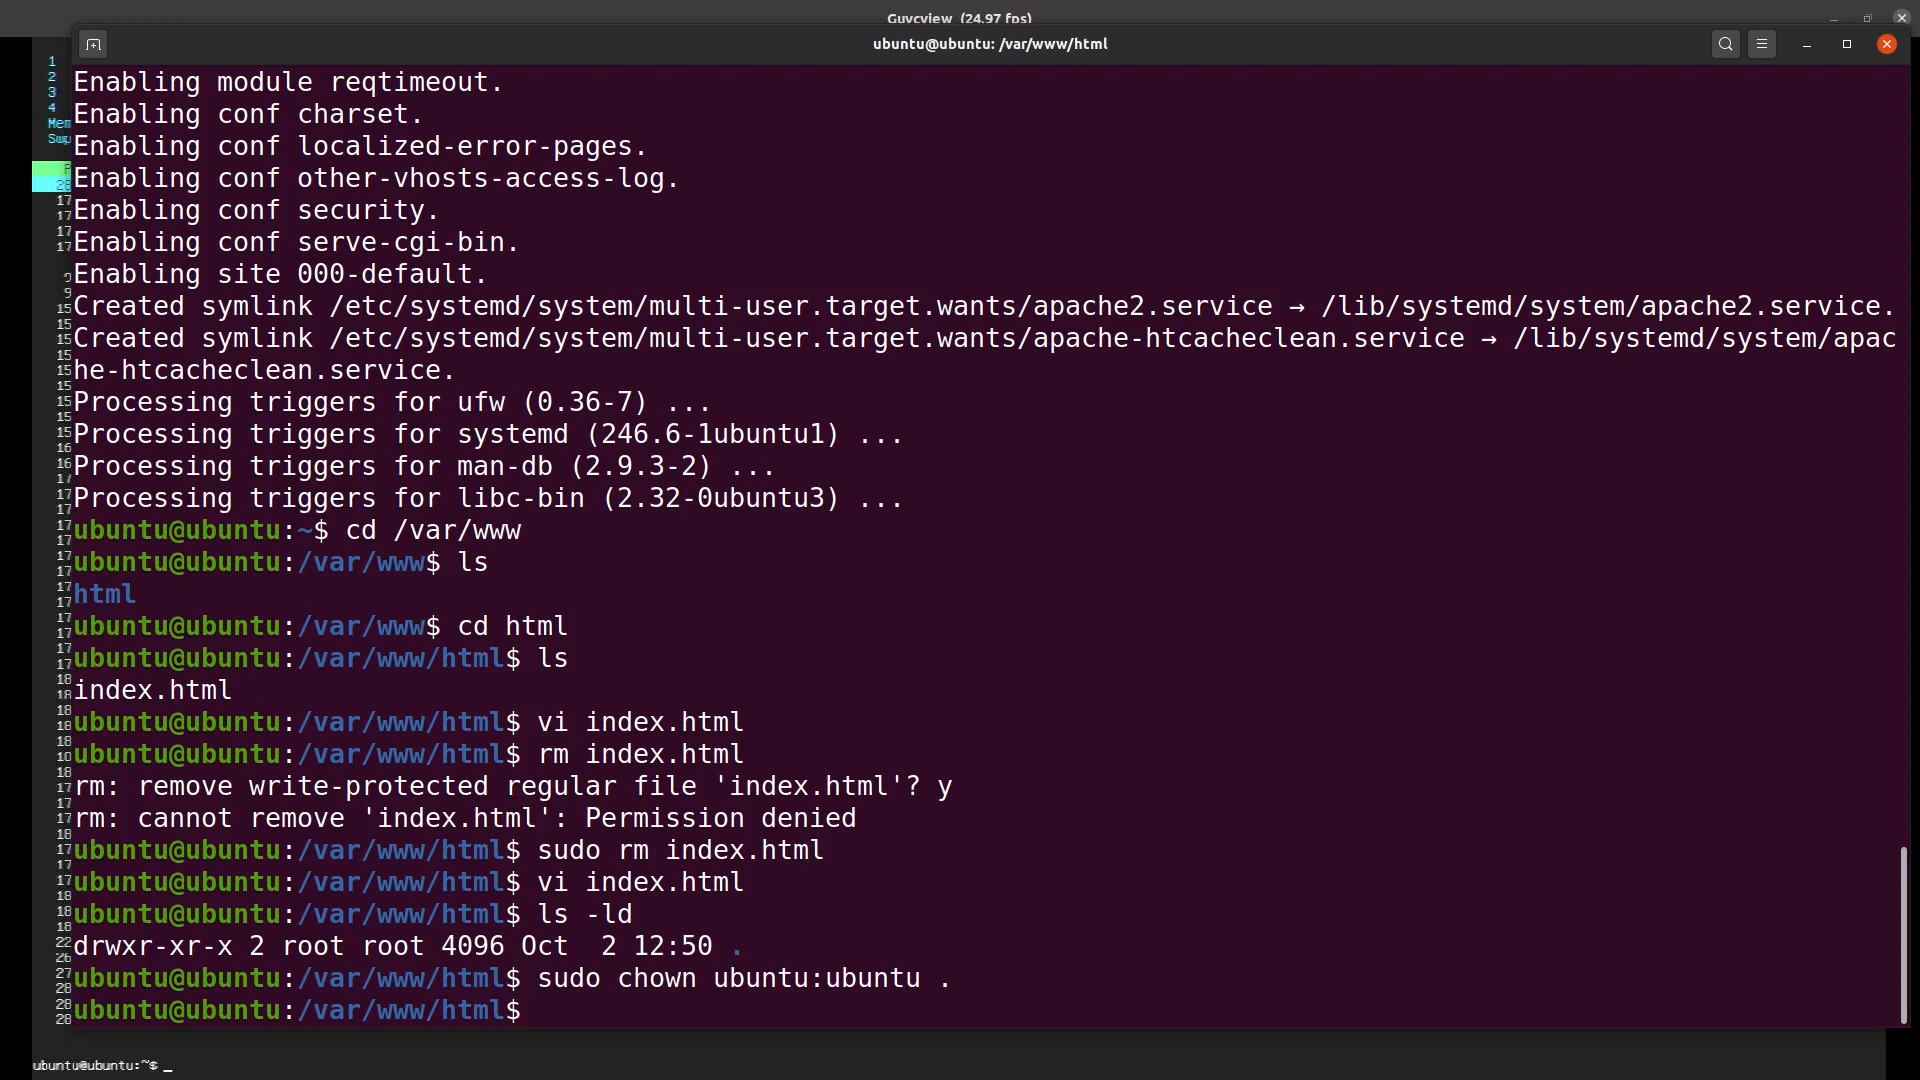 Guvcview (24.97 fps)
ubuntu@ubuntu: /var/www/html
1
2
3
4
Mem
Enabling module reqtimeout.
Enabling conf charset.
Enabling conf localized-error-pages.
Enabling conf other-vhosts-access-log.
Enabling conf security.
Enabling conf serve-cgi-bin.
Enabling site 000-default.
Created symlink /etc/systemd/system/multi-user.target.wants/apache2.service → /lib/systemd/system/apache2.service.
Created symlink /etc/systemd/system/multi-user.target.wants/apache-htcacheclean.service → /lib/systemd/system/apac
he-htcacheclean.service.
Processing triggers for ufw (0.36-7) ...
Processing triggers for systemd (246.6-1ubuntu1) ...
Processing triggers for man-db (2.9.3-2) ...
Processing triggers for libc-bin (2.32-0ubuntu3) ...
ubuntu@ubuntu:~$ cd /var/www
ubuntu@ubuntu:/var/www$ ls
html
ubuntu@ubuntu:/var/www$ cd html
ubuntu@ubuntu:/var/www/html$ ls
index.html
ubuntu@ubuntu:/var/www/html$ vi index.html
ubuntu@ubuntu:/var/www/html$ rm index.html
rm: remove write-protected regular file 'index.html'? y
rm: cannot remove 'index.html': Permission denied
ubuntu@ubuntu:/var/www/html$ sudo rm index.html
ubuntu@ubuntu:/var/www/html$ vi index.html
ubuntu@ubuntu:/var/www/html$ ls -ld
drwxr-xr-x 2 root root 4096 Oct  2 12:50 .
ubuntu@ubuntu:/var/www/html$ sudo chown ubuntu:ubuntu .
ubuntu@ubuntu:/var/www/html$
ubuntu@ubuntu:~$ _